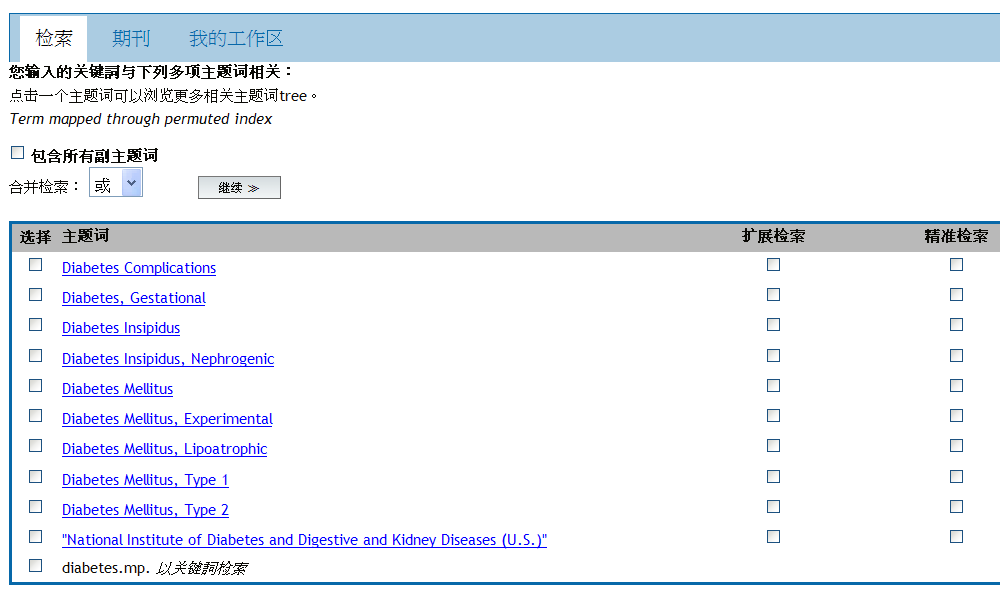 检索 期刊 我的工作区
您输入的关键詞与下列多项主题词相关：
点击一个主题词可以浏览更多相关主题词tree。
Term mapped through permuted index
包含所有副主题词
合并检索： 或 继续 ≫
选择 主题词 扩展检索 精准检索
Diabetes Complications
Diabetes, Gestational
Diabetes Insipidus
Diabetes Insipidus, Nephrogenic
Diabetes Mellitus
Diabetes Mellitus, Experimental
Diabetes Mellitus, Lipoatrophic
Diabetes Mellitus, Type 1
Diabetes Mellitus, Type 2
"National Institute of Diabetes and Digestive and Kidney Diseases (U.S.)"
diabetes.mp. 以关键詞检索